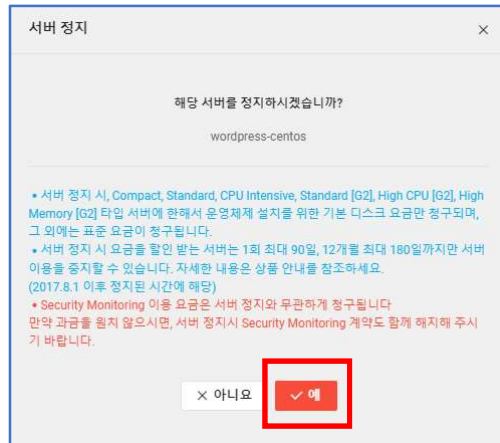 서버 정지
해당 서버를 정지하시겠습니까?
wordpress-centos
• 서버 정지 시, Compact, Standard, CPU Intensive, Standard [G2], High CPU [G2], High
Memory [G2] 타입 서버에 한해서 운영체제 설치를 위한 기본 디스크 요금만 청구되며,
그 외에는 표준 요금이 청구됩니다.
• 서버 정지 시 요금을 할인 받는 서버는 1회 최대 90일, 12개월 최대 180일까지만 서버
이용을 중지할 수 있습니다. 자세한 내용은 상품 안내를 참조하세요.
(2017.8.1 이후 정지된 시간에 해당)
• Security Monitoring 이용 요금은 서버 정지와 무관하게 청구됩니다
만약 과금을 원치 않으시면, 서버 정지시 Security Monitoring 계약도 함께 해지해 주시
기 바랍니다.
× 아니요
✓ 예